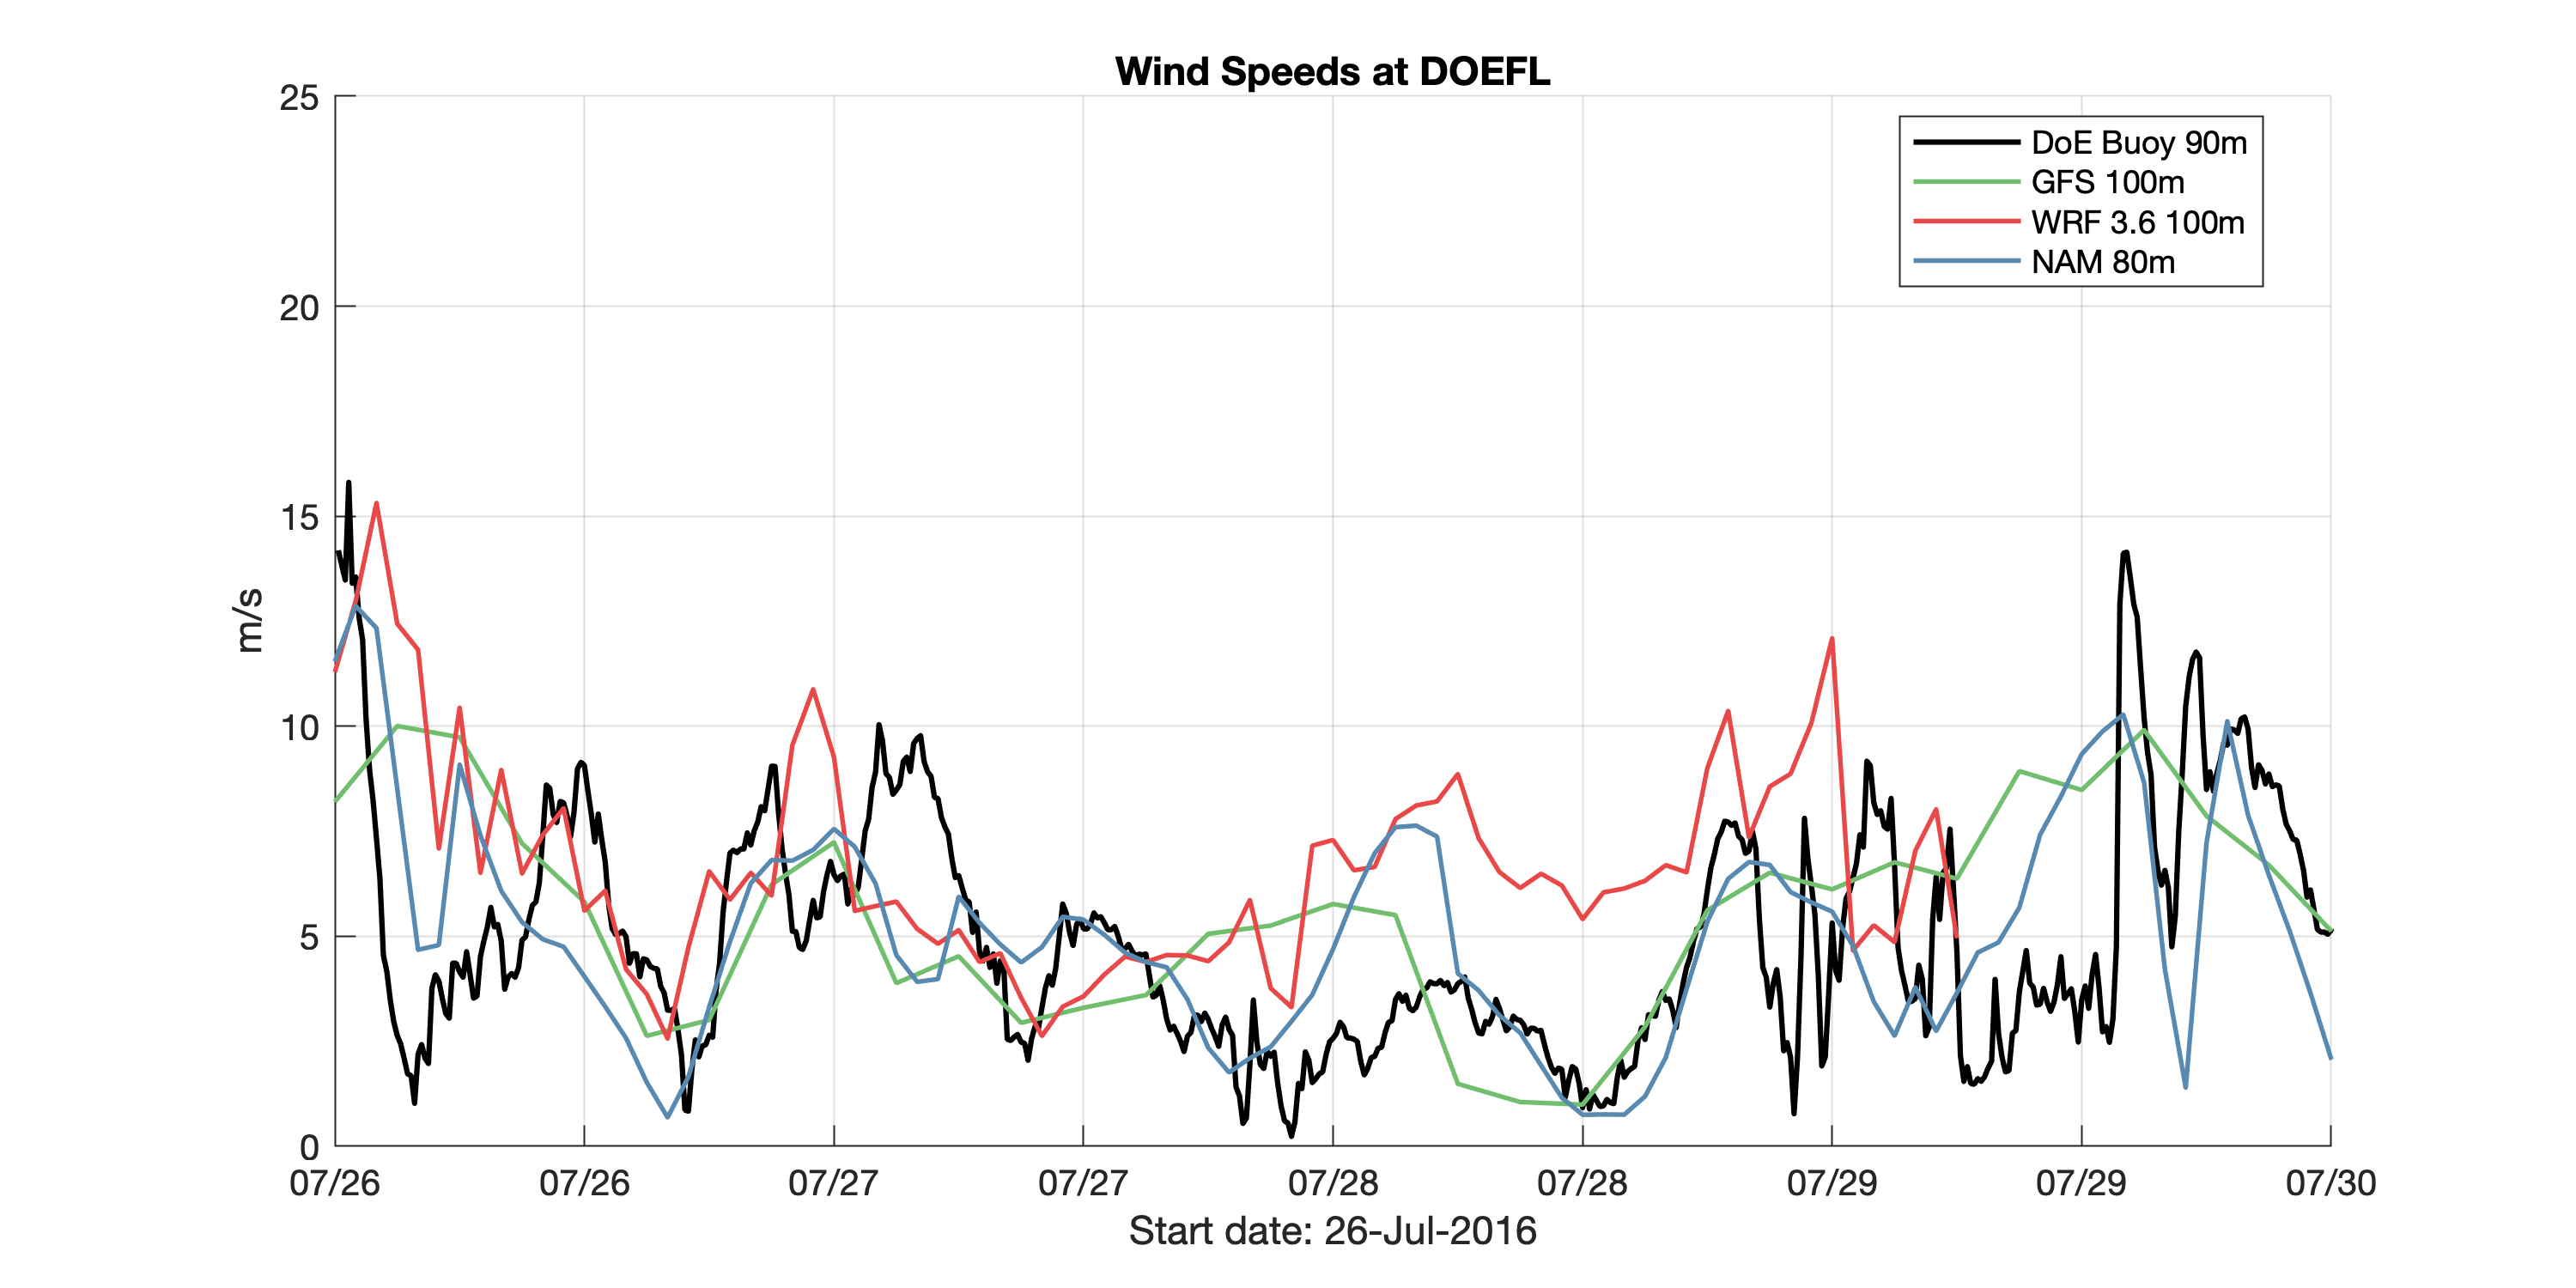 Wind Speeds at DOEFL
25
20
15
10
5
0
m/s
DoE Buoy 90m
GFS 100m
WRF 3.6 100m
NAM 80m
07/26 07/26 07/27 07/27 07/28 07/28 07/29 07/29 07/30
Start date: 26-Jul-2016